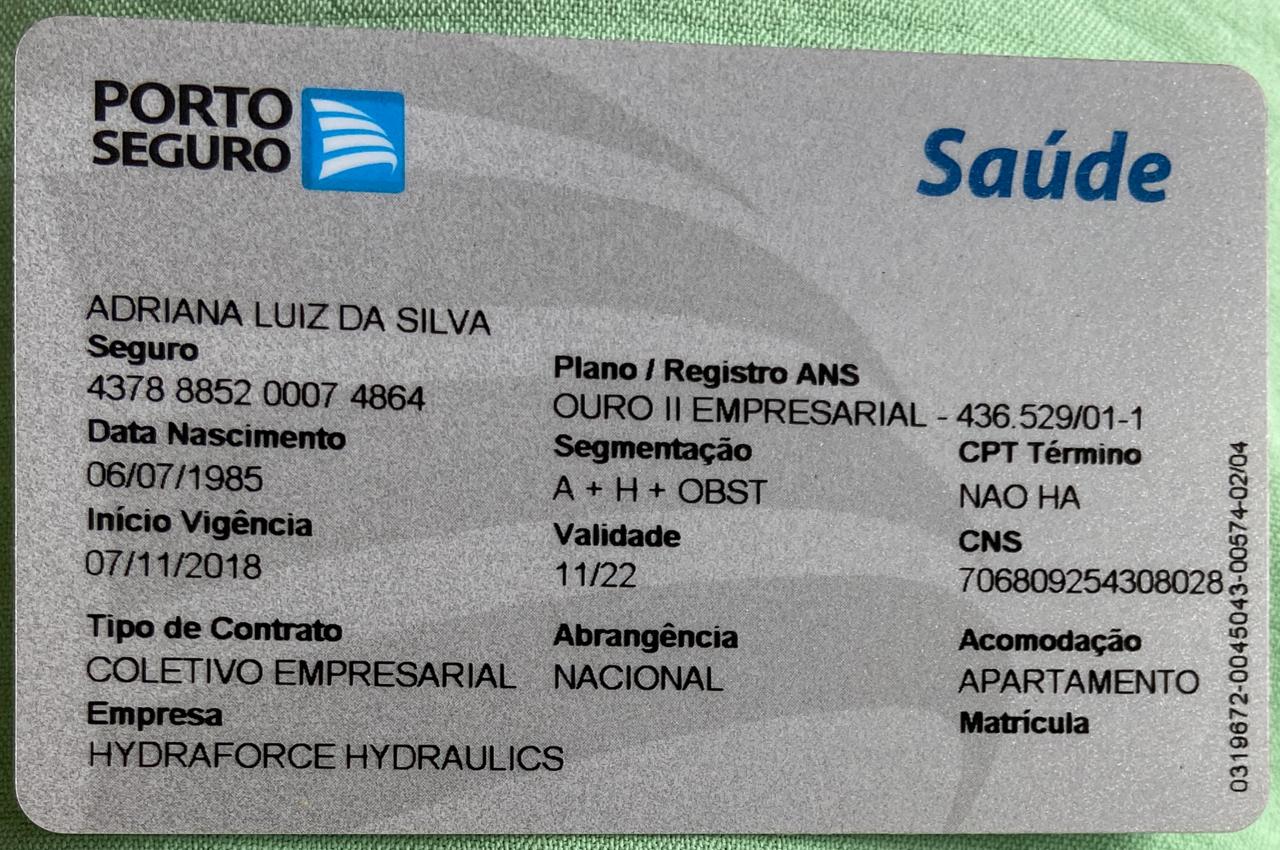 PORTO
SEGURO
Saúde
ADRIANA LUIZ DA SILVA
Seguro
4378 8852 0007 4864
Plano / Registro ANS
OURO II EMPRESARIAL - 436.529/01-1
Data Nascimento
06/07/1985
Segmentação
A + H + OBST
CPT Término
NAO HA
Início Vigência
07/11/2018
Validade
11/22
CNS
706809254308028
Tipo de Contrato
COLETIVO EMPRESARIAL
Abrangência
NACIONAL
Acomodação
APARTAMENTO
Empresa
HYDRAFORCE HYDRAULICS
Matrícula
0319672-0045043-00574-02/04